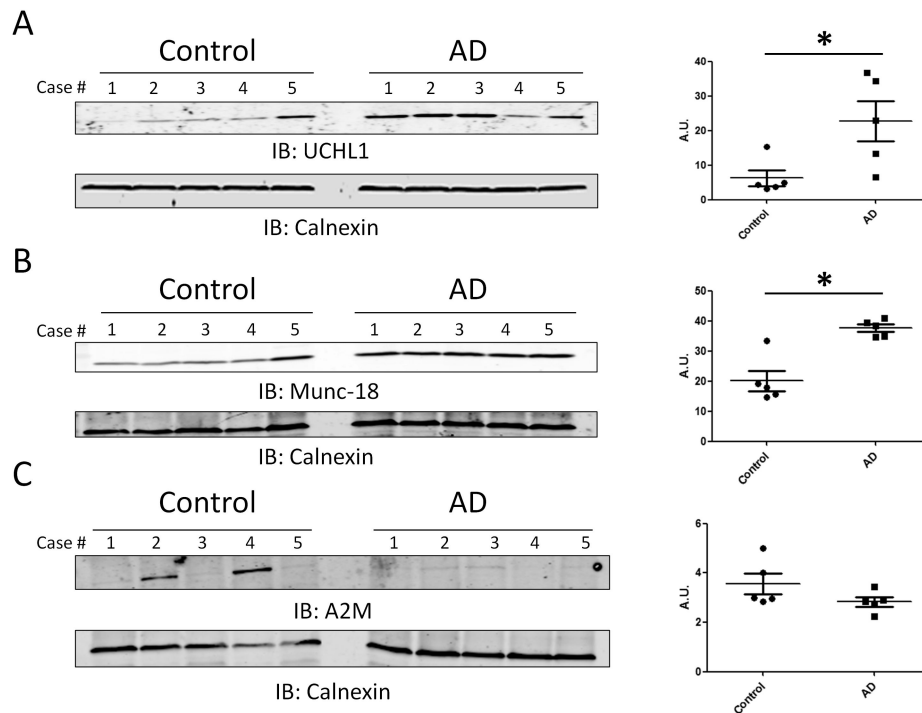 A
Control AD
Case # 1 2 3 4 5 1 2 3 4 5
IB: UCHL1
IB: Calnexin
*
40
30
20
10
0
A.U.
Control AD
B
Control AD
Case # 1 2 3 4 5 1 2 3 4 5
IB: Munc-18
IB: Calnexin
*
50
40
30
20
10
0
A.U.
Control AD
C
Control AD
Case # 1 2 3 4 5 1 2 3 4 5
IB: A2M
IB: Calnexin
6
4
2
0
A.U.
Control AD